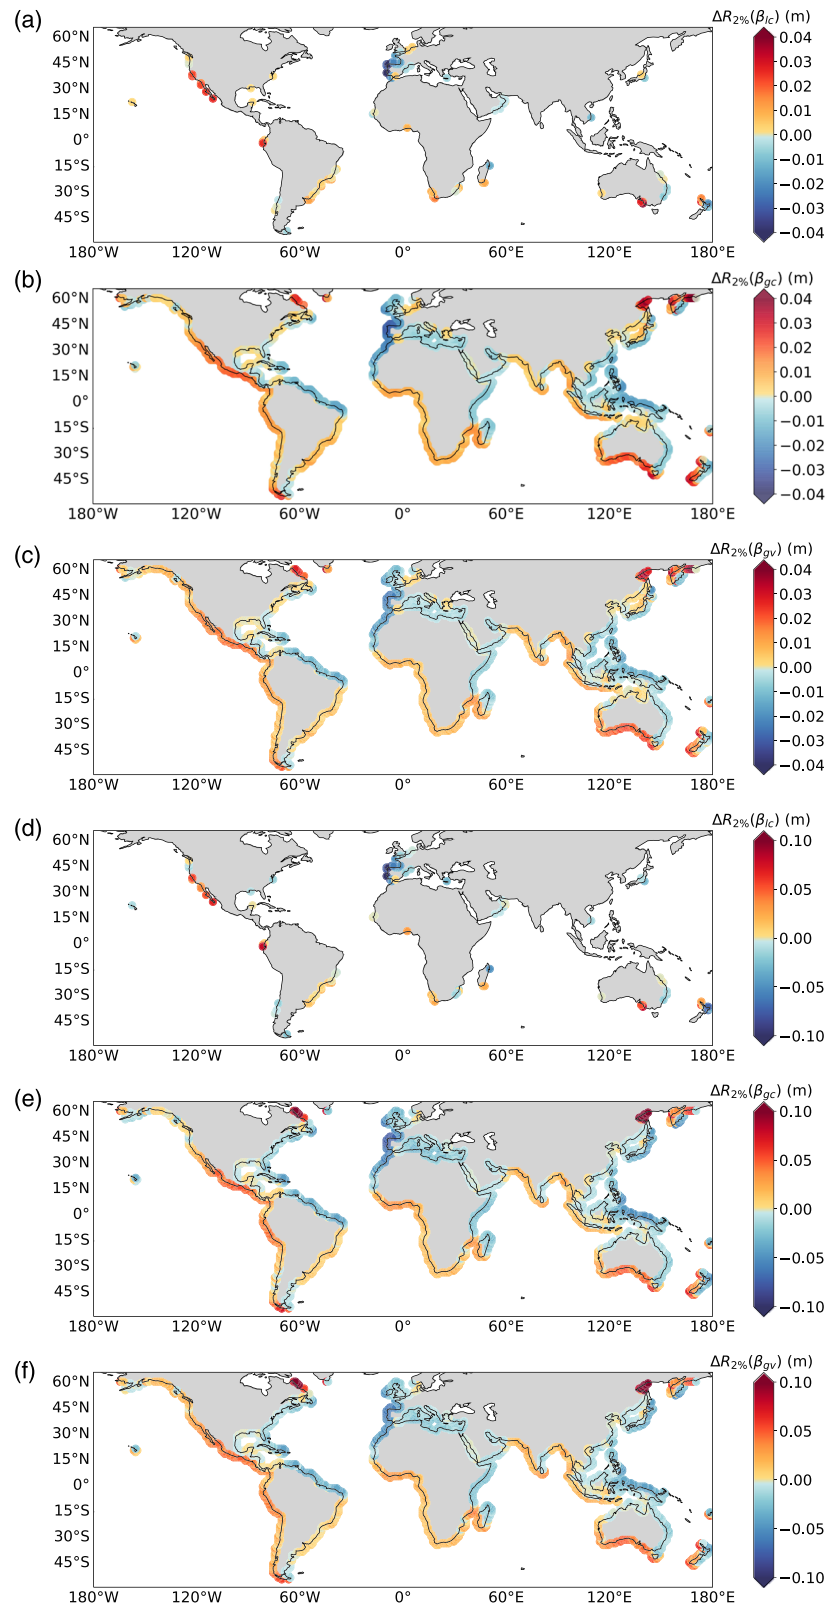 (a)
ΔR2%(βlc) (m)
60°N
45°N
30°N
15°N
0°
15°S
30°S
45°S
0.04
0.03
0.02
0.01
0.00
−0.01
−0.02
−0.03
−0.04
180°W 120°W 60°W 0° 60°E 120°E 180°E
(b)
ΔR2%(βgc) (m)
60°N
45°N
30°N
15°N
0°
15°S
30°S
45°S
0.04
0.03
0.02
0.01
0.00
−0.01
−0.02
−0.03
−0.04
180°W 120°W 60°W 0° 60°E 120°E 180°E
(c)
ΔR2%(βgv) (m)
60°N
45°N
30°N
15°N
0°
15°S
30°S
45°S
0.04
0.03
0.02
0.01
0.00
−0.01
−0.02
−0.03
−0.04
180°W 120°W 60°W 0° 60°E 120°E 180°E
(d)
ΔR2%(βlc) (m)
60°N
45°N
30°N
15°N
0°
15°S
30°S
45°S
0.10
0.05
0.00
−0.05
−0.10
180°W 120°W 60°W 0° 60°E 120°E 180°E
(e)
ΔR2%(βgc) (m)
60°N
45°N
30°N
15°N
0°
15°S
30°S
45°S
0.10
0.05
0.00
−0.05
−0.10
180°W 120°W 60°W 0° 60°E 120°E 180°E
(f)
ΔR2%(βgv) (m)
60°N
45°N
30°N
15°N
0°
15°S
30°S
45°S
0.10
0.05
0.00
−0.05
−0.10
180°W 120°W 60°W 0° 60°E 120°E 180°E